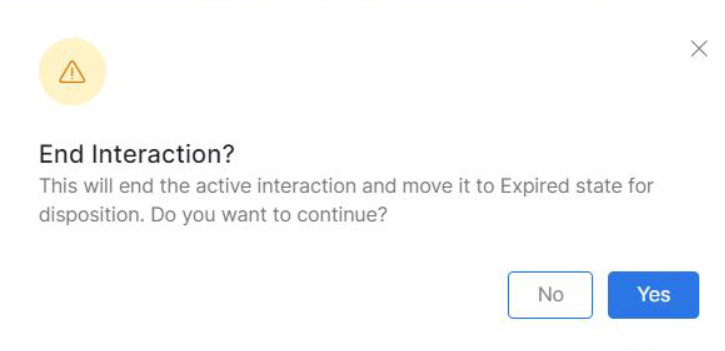 End Interaction?
This will end the active interaction and move it to Expired state for
disposition. Do you want to continue?
No
Yes